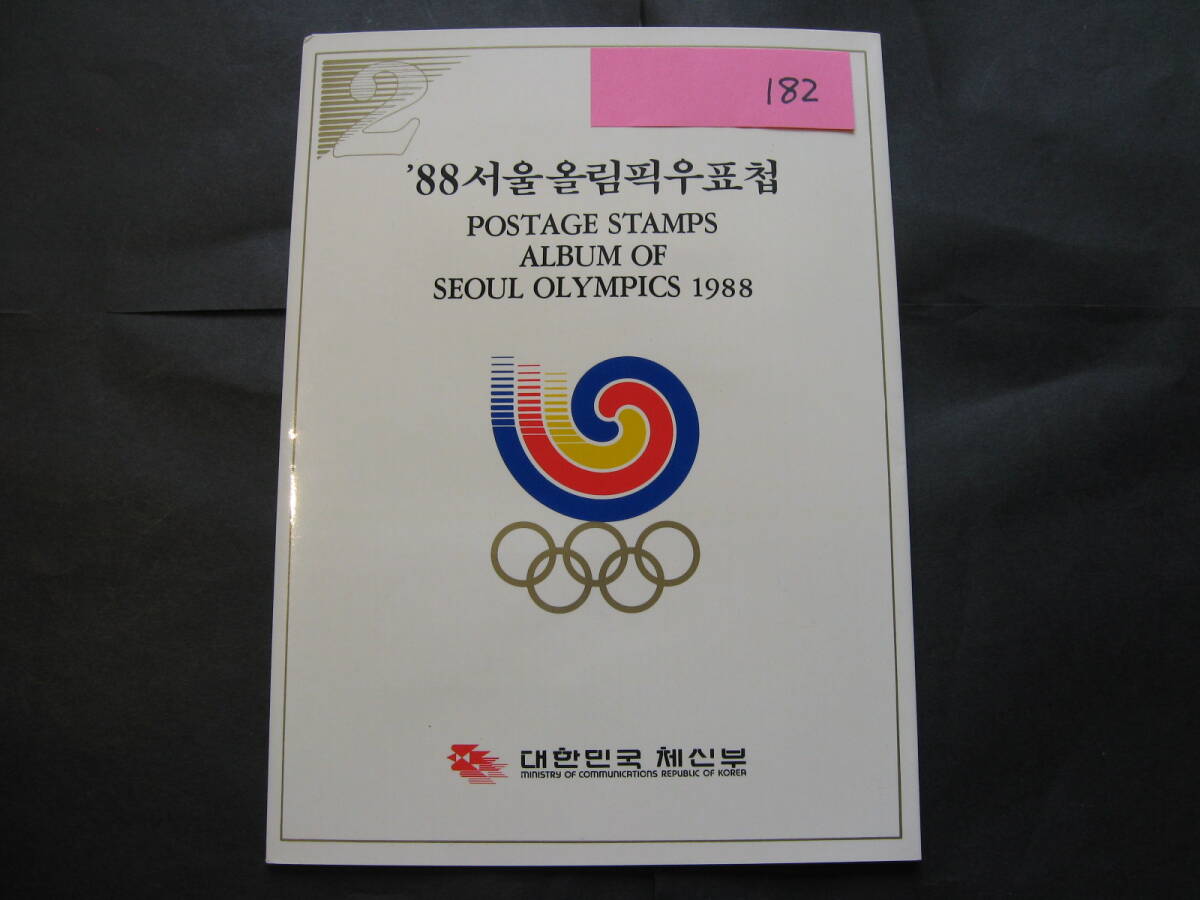 2
182
'88서울올림픽우표첩
POSTAGE STAMPS
ALBUM OF
SEOUL OLYMPICS 1988
대한민국 체신부
MINISTRY OF COMMUNICATIONS REPUBLIC OF KOREA